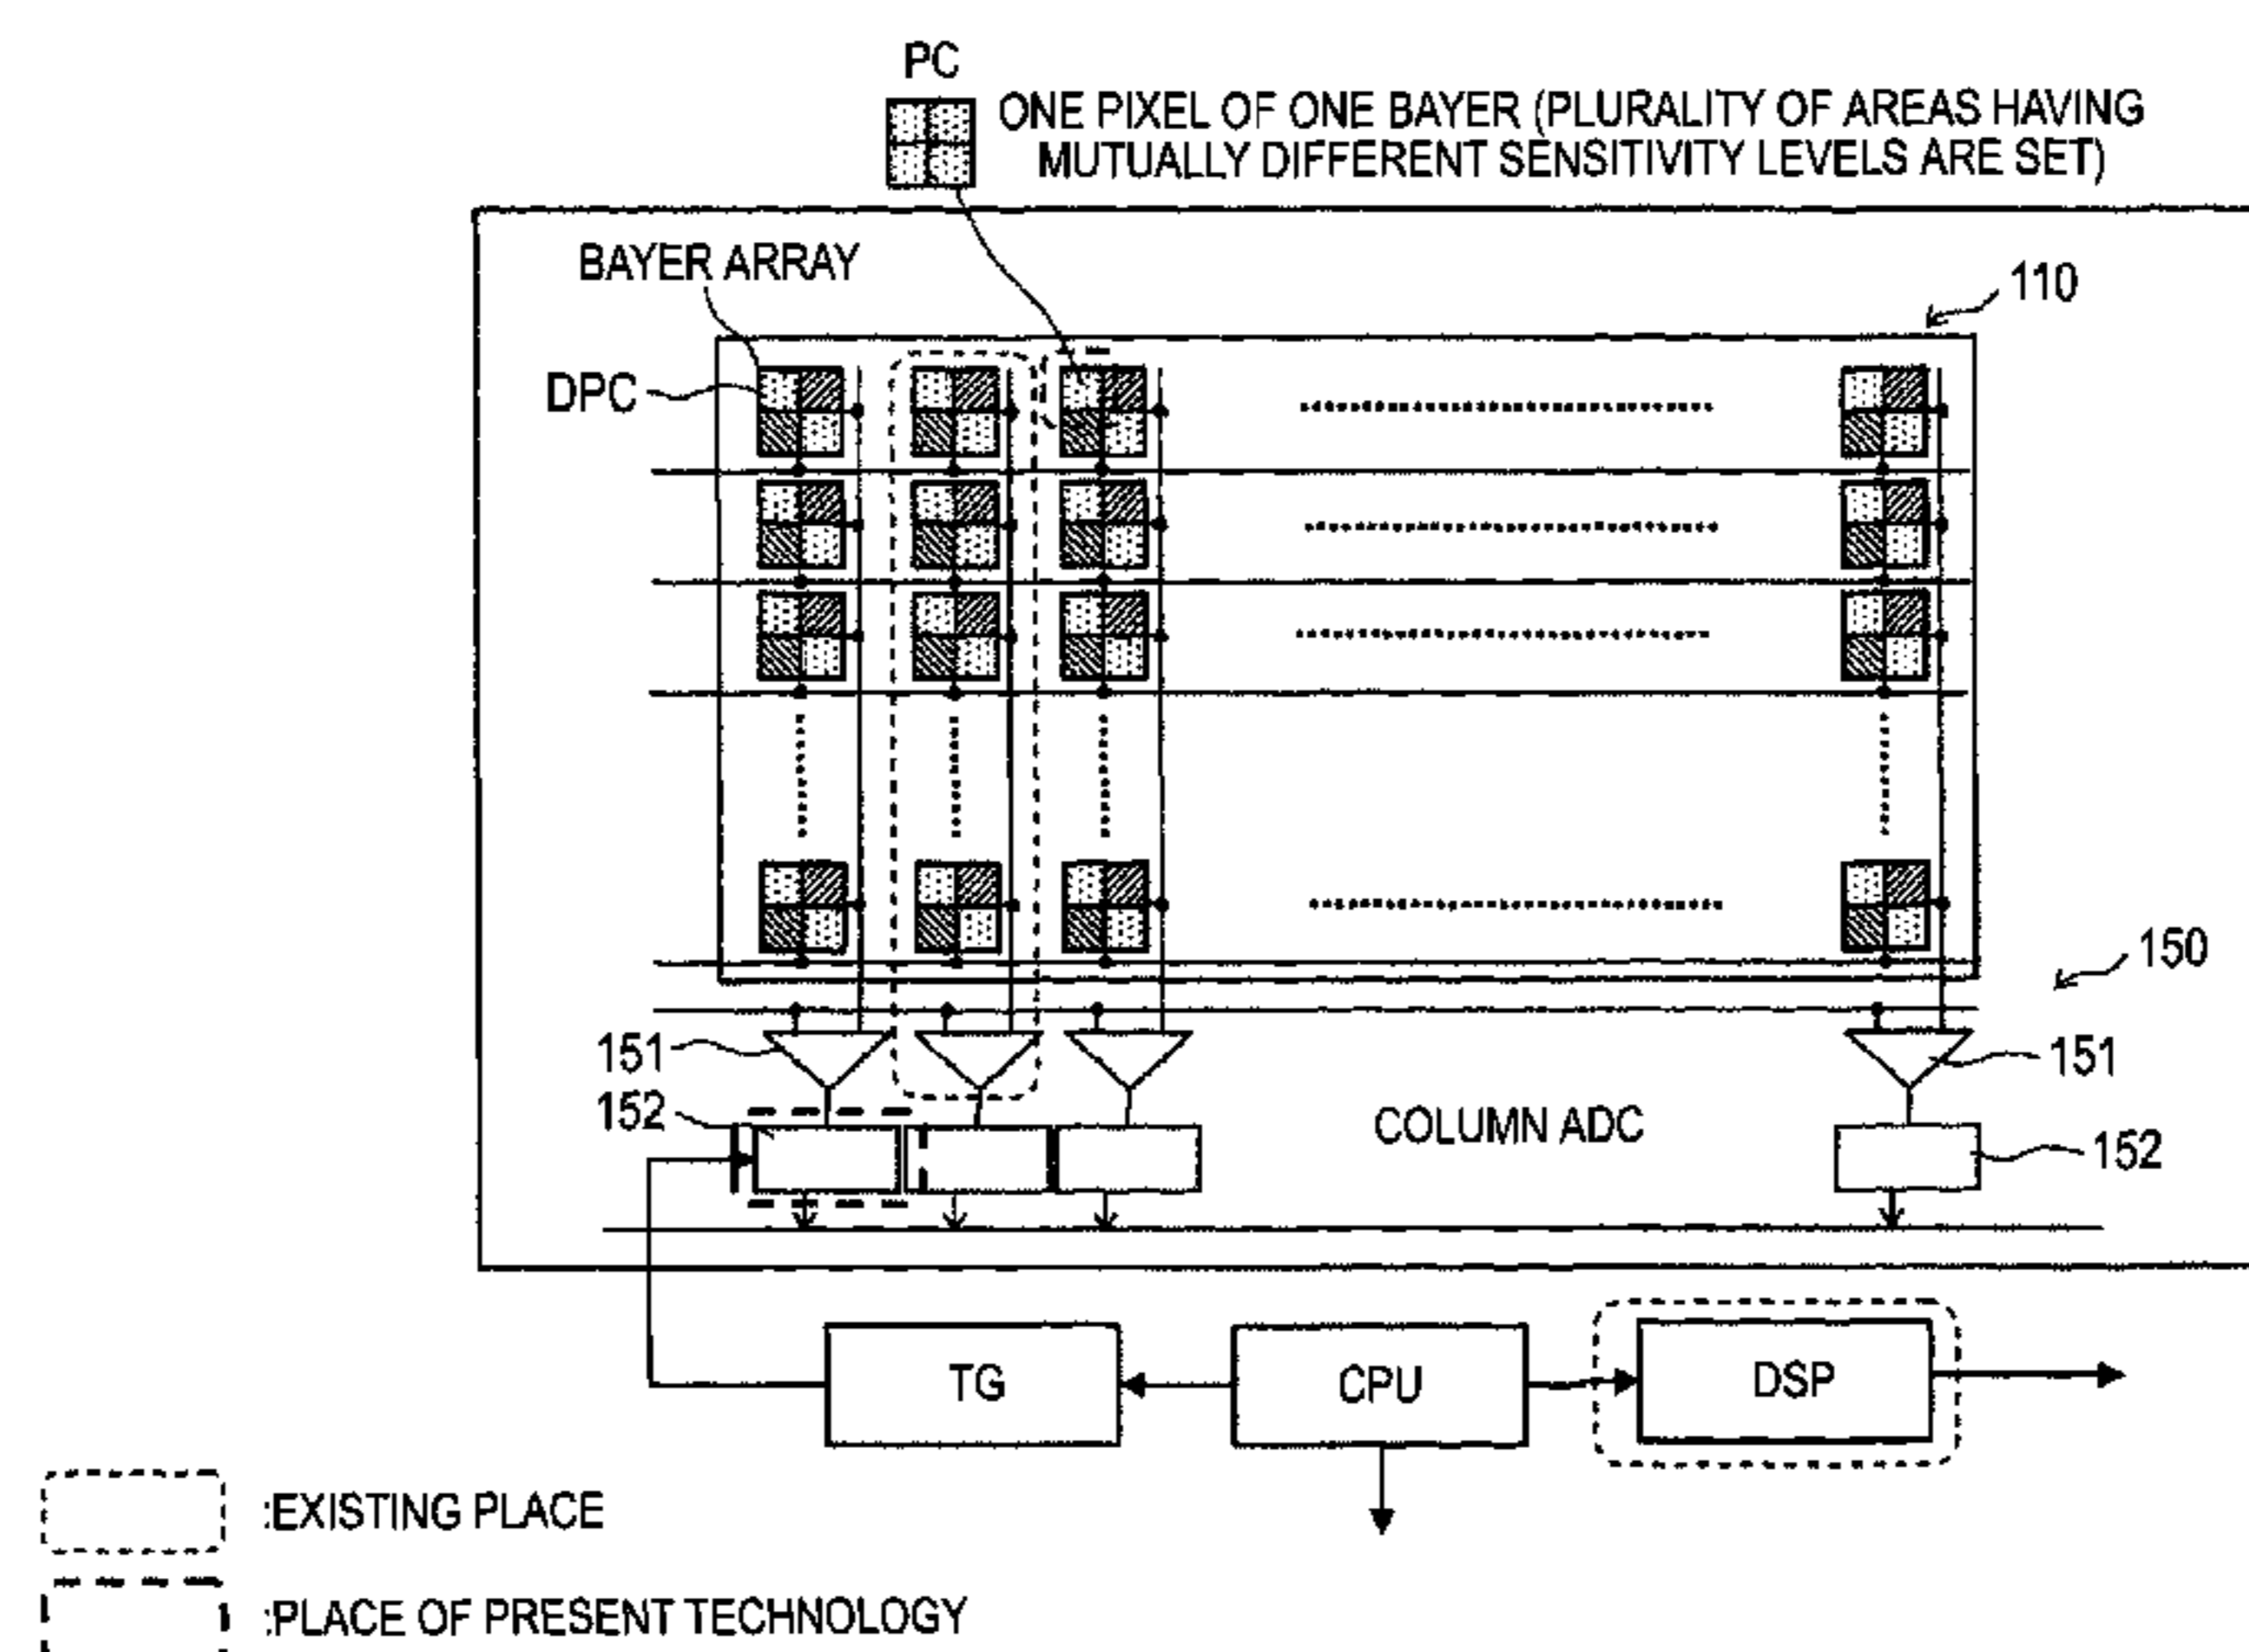 PC
ONE PIXEL OF ONE BAYER (PLURALITY OF AREAS HAVING
MUTUALLY DIFFERENT SENSITIVITY LEVELS ARE SET)
BAYER ARRAY
110
DPC
150
151
151
152
COLUMN ADC
152
TG
CPU
DSP
:EXISTING PLACE
:PLACE OF PRESENT TECHNOLOGY